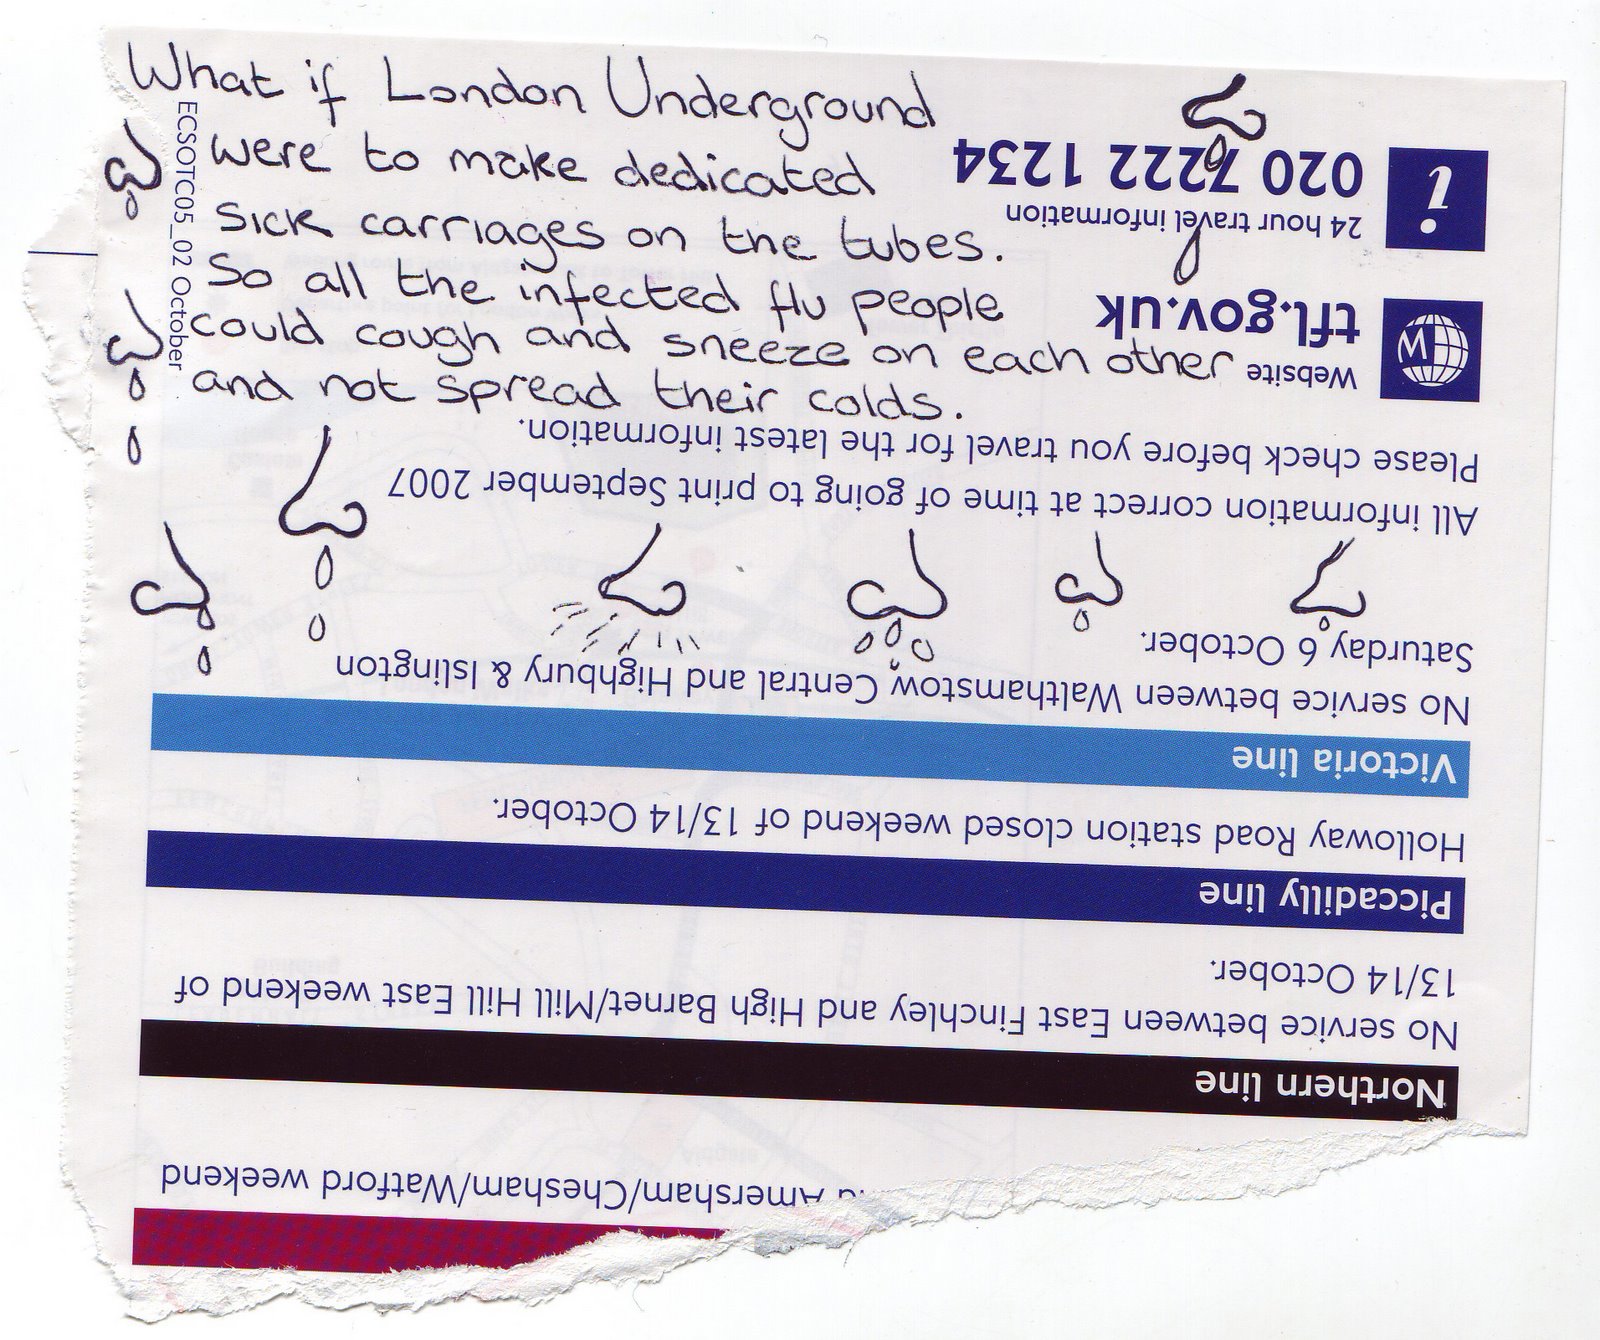 What if London Underground
were to make dedicated
sick carriages on the tubes.
So all the infected flu people
could cough and sneeze on each other
and not spread their colds.
ECSOTC05_02 October
Amersham/Chesham/Watford weekend
Northern line
No service between East Finchley and High Barnet/Mill Hill East weekend of
13/14 October.
Piccadilly line
Holloway Road station closed weekend of 13/14 October.
Victoria line
No service between Walthamstow Central and Highbury & Islington
Saturday 6 October.
All information correct at time of going to print September 2007
Please check before you travel for the latest information.
Website
tfl.gov.uk
24 hour travel information
020 7222 1234
i
M